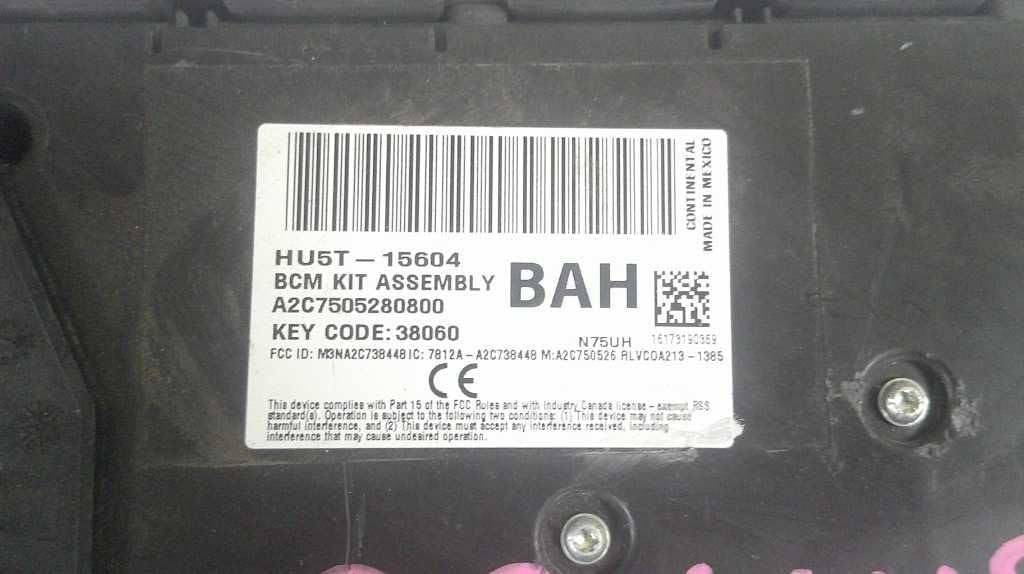 CONTINENTAL
MADE IN MEXICO
HU5T-15604
BCM KIT ASSEMBLY
BAH
A2C7505280800
KEY CODE: 38060
N75UH
16173190369
FCC ID: M3NA2C738448 IC: 7812A-A2C738448 M:A2C750526 RLVCOA213-1385
CE
This device complies with Part 15 of the FCC Rules and with Industry Canada license-exempt RSS
standard(s). Operation is subject to the following two conditions: (1) This device may not cause
harmful interference, and (2) This device must accept any interference received, including
interference that may cause undeaired operation.